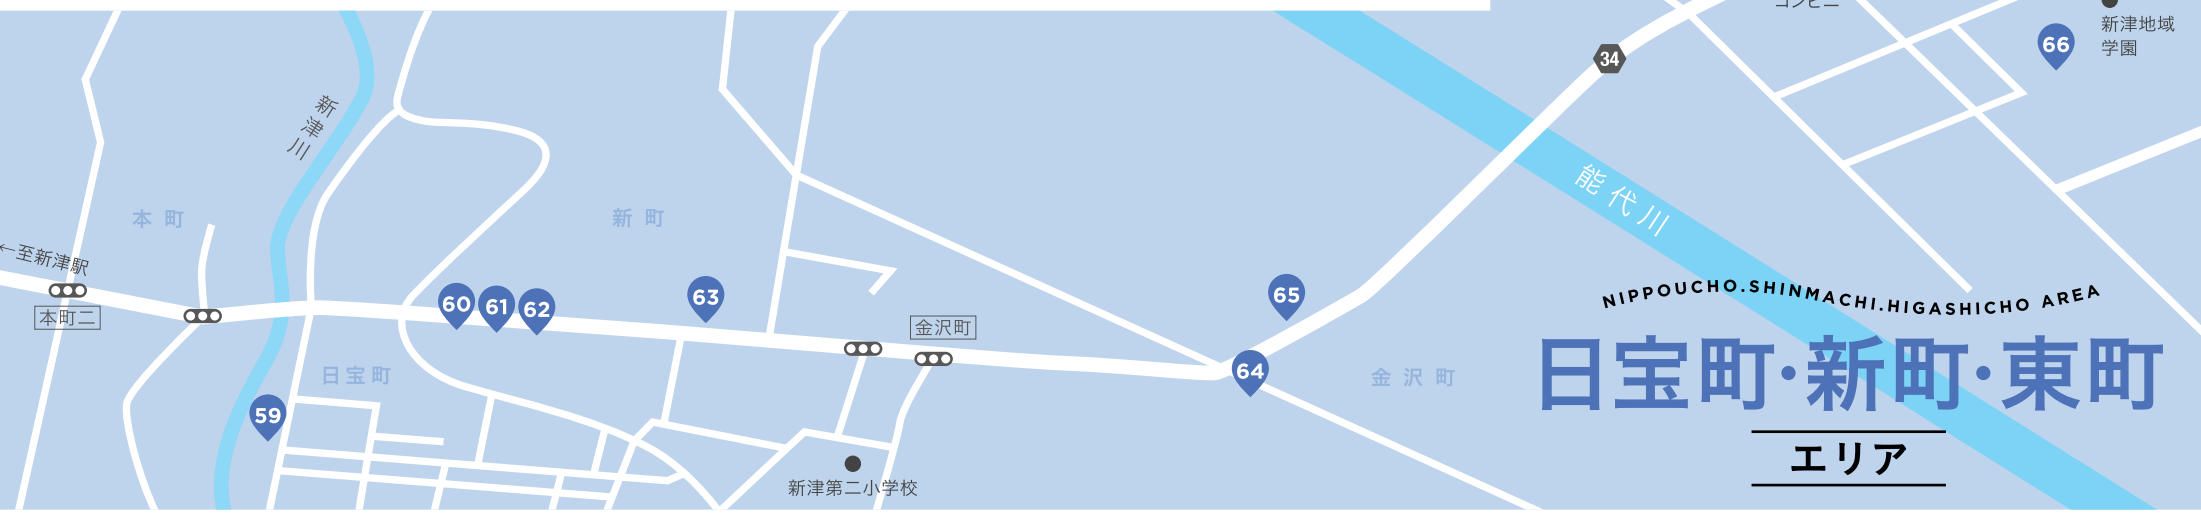 コンビニ
新津地域
学園
66
34
新津川
能代川
本町
新町
←至新津駅
本町二
60
61
62
63
65
金沢町
64
日宝町
59
金沢町
新津第二小学校
NIPPOUCHO.SHINMACHI.HIGASHICHO AREA
日宝町・新町・東町
エリア